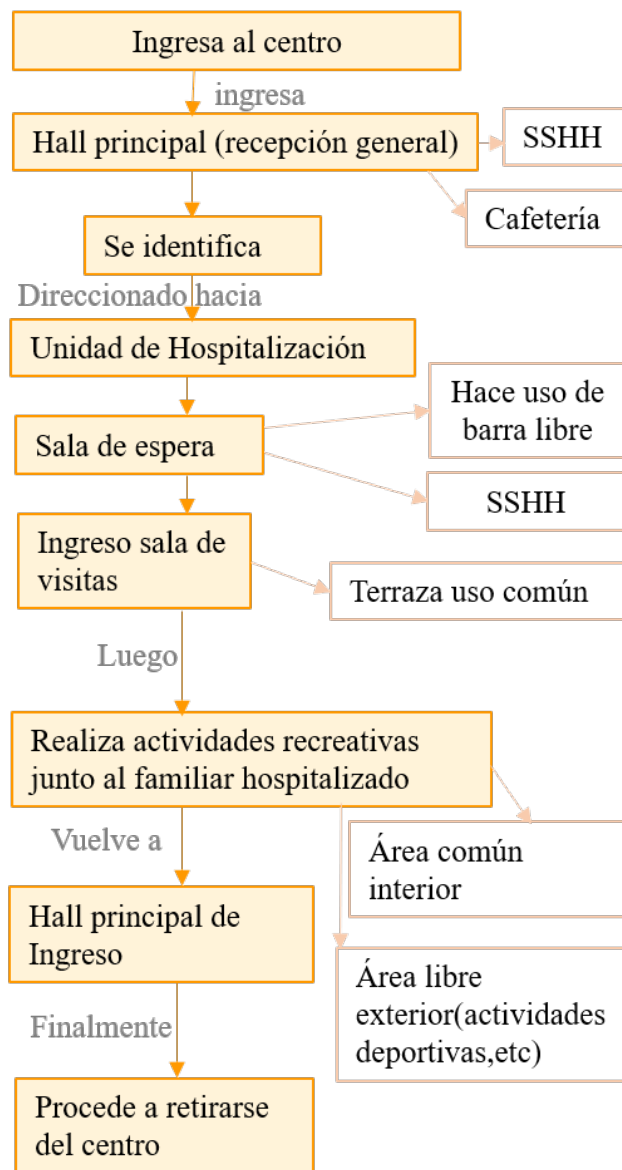 Ingresa al centro
ingresa
Hall principal (recepción general)
SSHH
Cafetería
Se identifica
Direccionado hacia
Unidad de Hospitalización
Hace uso de
barra libre
Sala de espera
SSHH
Ingreso sala de
visitas
Terraza uso común
Luego
Realiza actividades recreativas
junto al familiar hospitalizado
Vuelve a
Área común
interior
Hall principal de
Ingreso
Área libre
exterior(actividades
deportivas,etc)
Finalmente
Procede a retirarse
del centro